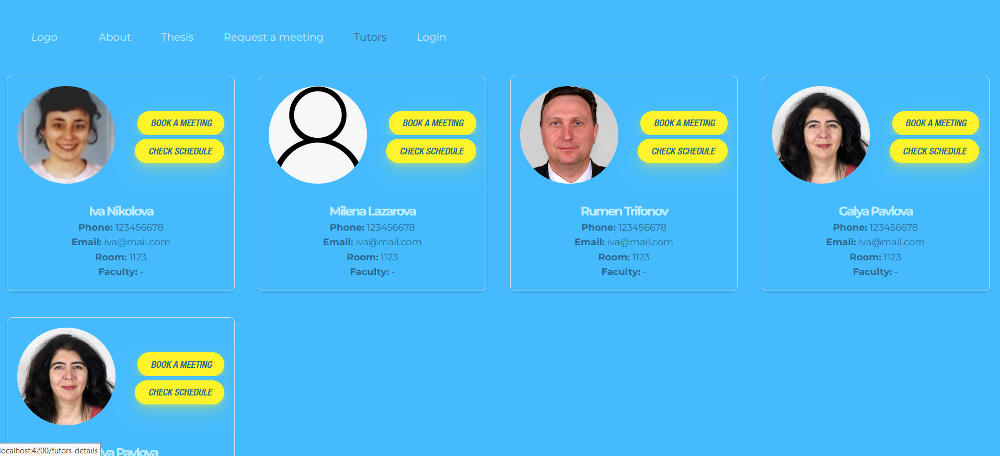 Logo About Thesis Request a meeting Tutors Login
BOOK A MEETING
CHECK SCHEDULE
Iva Nikolova
Phone: 123456678
Email: iva@mail.com
Room: 1123
Faculty: -
BOOK A MEETING
CHECK SCHEDULE
Milena Lazarova
Phone: 123456678
Email: iva@mail.com
Room: 1123
Faculty: -
BOOK A MEETING
CHECK SCHEDULE
Rumen Trifonov
Phone: 123456678
Email: iva@mail.com
Room: 1123
Faculty: -
BOOK A MEETING
CHECK SCHEDULE
Galya Pavlova
Phone: 123456678
Email: iva@mail.com
Room: 1123
Faculty: -
BOOK A MEETING
CHECK SCHEDULE
Pavlova
localhost:4200/tutors-details